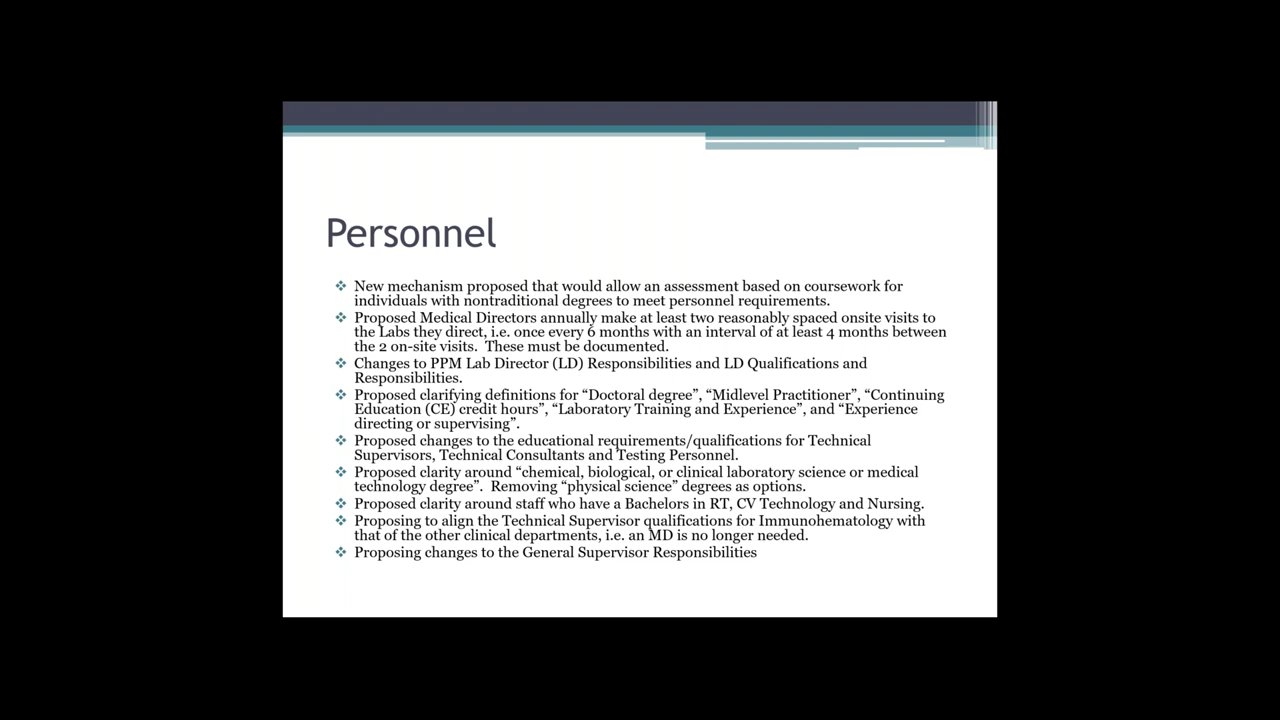 Personnel
❖ New mechanism proposed that would allow an assessment based on coursework for
individuals with nontraditional degrees to meet personnel requirements.
❖ Proposed Medical Directors annually make at least two reasonably spaced onsite visits to
the Labs they direct, i.e. once every 6 months with an interval of at least 4 months between
the 2 on-site visits.  These must be documented.
❖ Changes to PPM Lab Director (LD) Responsibilities and LD Qualifications and
Responsibilities.
❖ Proposed clarifying definitions for “Doctoral degree”, “Midlevel Practitioner”, “Continuing
Education (CE) credit hours”, “Laboratory Training and Experience”, and “Experience
directing or supervising”.
❖ Proposed changes to the educational requirements/qualifications for Technical
Supervisors, Technical Consultants and Testing Personnel.
❖ Proposed clarity around “chemical, biological, or clinical laboratory science or medical
technology degree”.  Removing “physical science” degrees as options.
❖ Proposed clarity around staff who have a Bachelors in RT, CV Technology and Nursing.
❖ Proposing to align the Technical Supervisor qualifications for Immunohematology with
that of the other clinical departments, i.e. an MD is no longer needed.
❖ Proposing changes to the General Supervisor Responsibilities